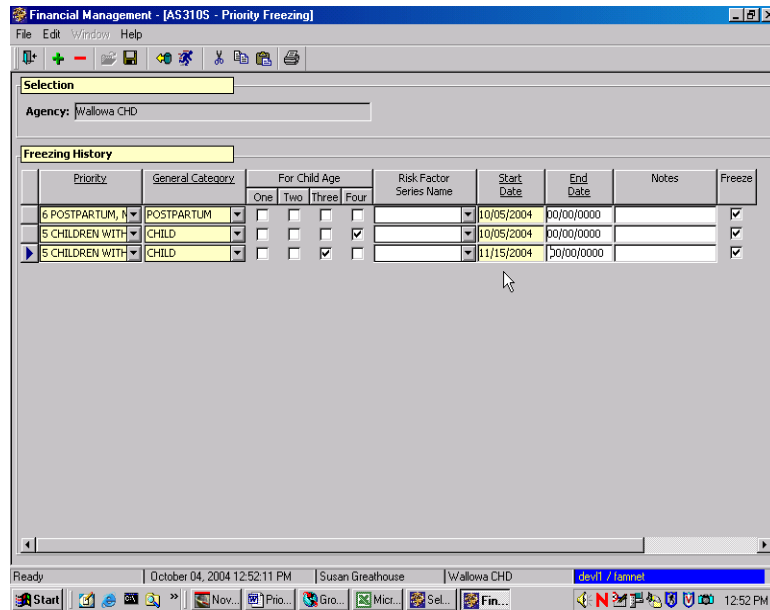 Financial Management - [AS310S - Priority Freezing]
File Edit Window Help
Selection
Agency: Wallowa CHD
Freezing History
Priority General Category For Child Age Risk Factor Series Name Start Date End Date Notes Freeze
One Two Three Four
6 POSTPARTUM, N POSTPARTUM 10/05/2004 00/00/0000
5 CHILDREN WITH CHILD 10/05/2004 00/00/0000
5 CHILDREN WITH CHILD 11/15/2004 00/00/0000
Ready October 04, 2004 12:52:11 PM Susan Greathouse Wallowa CHD devl1 / famnet
Start » Nov... Prio... Gro... Micr... Sel... Fin... 12:52 PM